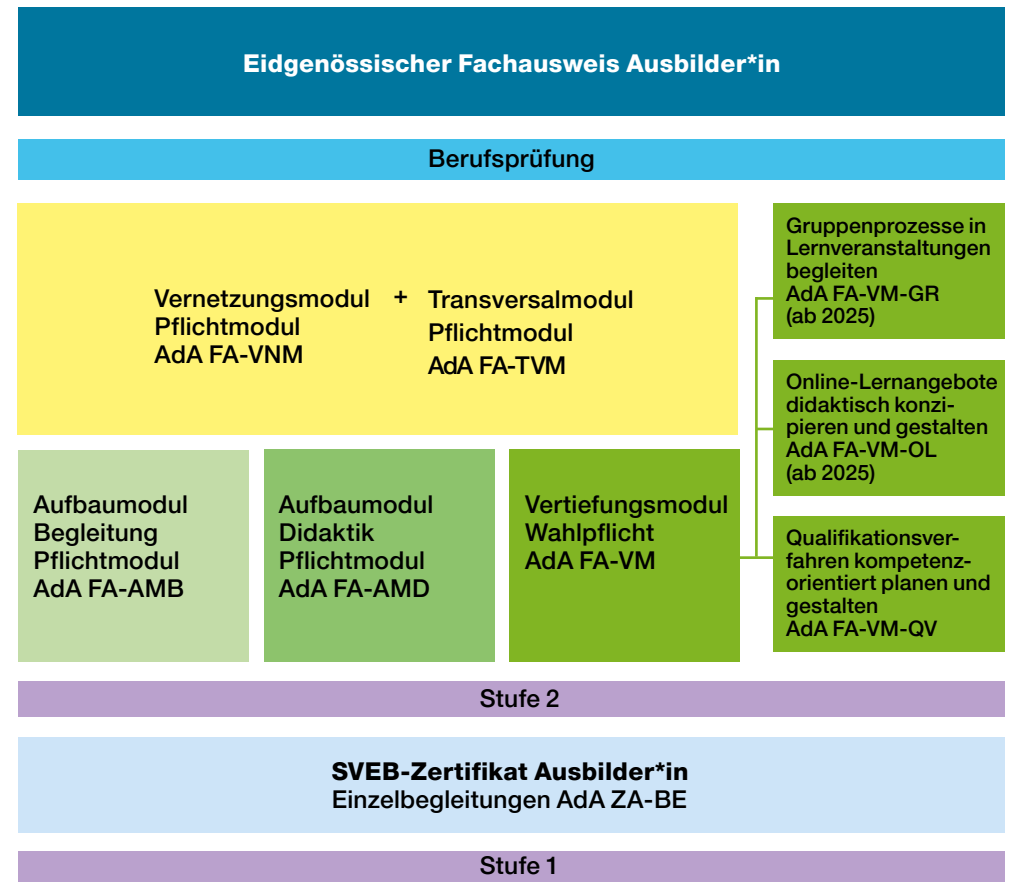 Eidgenössischer Fachausweis Ausbilder*in
Berufsprüfung
Vernetzungsmodul
Pflichtmodul
AdA FA-VNM
+
Transversalmodul
Pflichtmodul
AdA FA-TVM
Gruppenprozesse in
Lernveranstaltungen
begleiten
AdA FA-VM-GR
(ab 2025)
Online-Lernangebote
didaktisch konzi-
pieren und gestalten
AdA FA-VM-OL
(ab 2025)
Aufbaumodul
Begleitung
Pflichtmodul
AdA FA-AMB
Aufbaumodul
Didaktik
Pflichtmodul
AdA FA-AMD
Vertiefungsmodul
Wahlpflicht
AdA FA-VM
Qualifikationsver-
fahren kompetenz-
orientiert planen und
gestalten
AdA FA-VM-QV
Stufe 2
SVEB-Zertifikat Ausbilder*in
Einzelbegleitungen AdA ZA-BE
Stufe 1